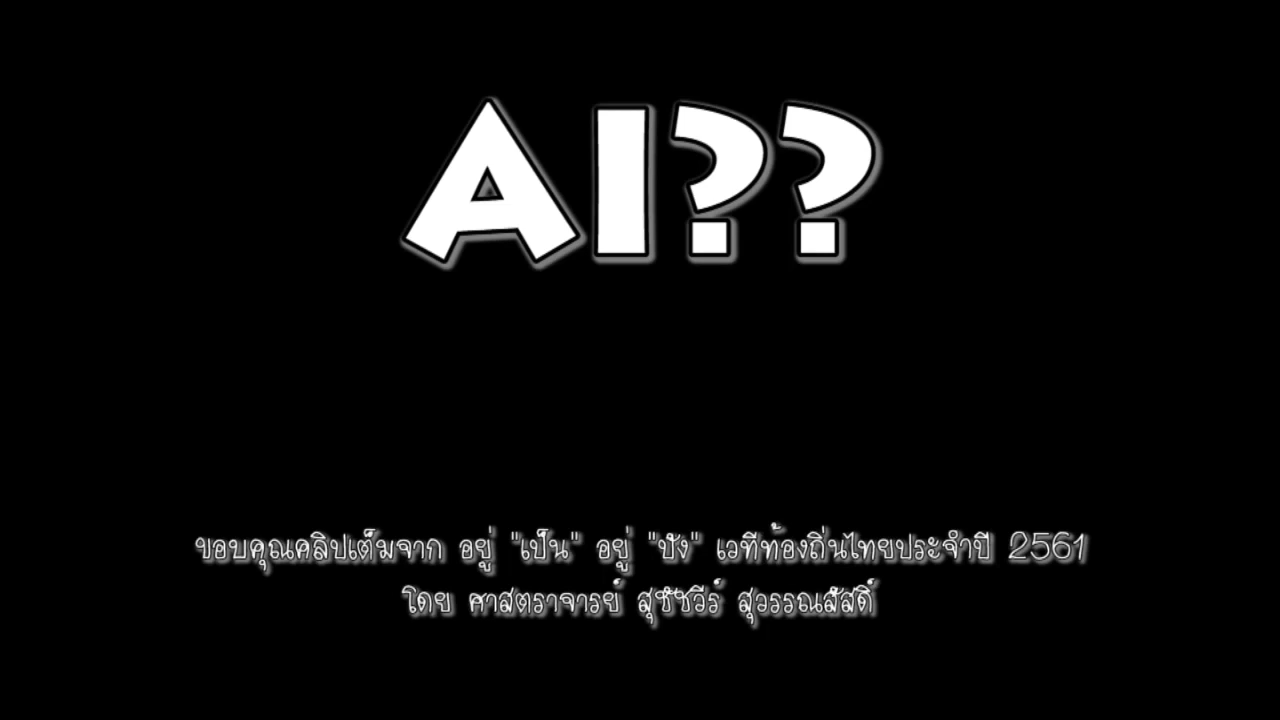 AI??
ขอบคุณคลิปเต็มจาก อยู่ "เป็น" อยู่ "ปัง" เวทีท้องถิ่นไทยประจำปี 2561
โดย ศาสตราจารย์ สุชัชวีร์ สุวรรณสัสดิ์